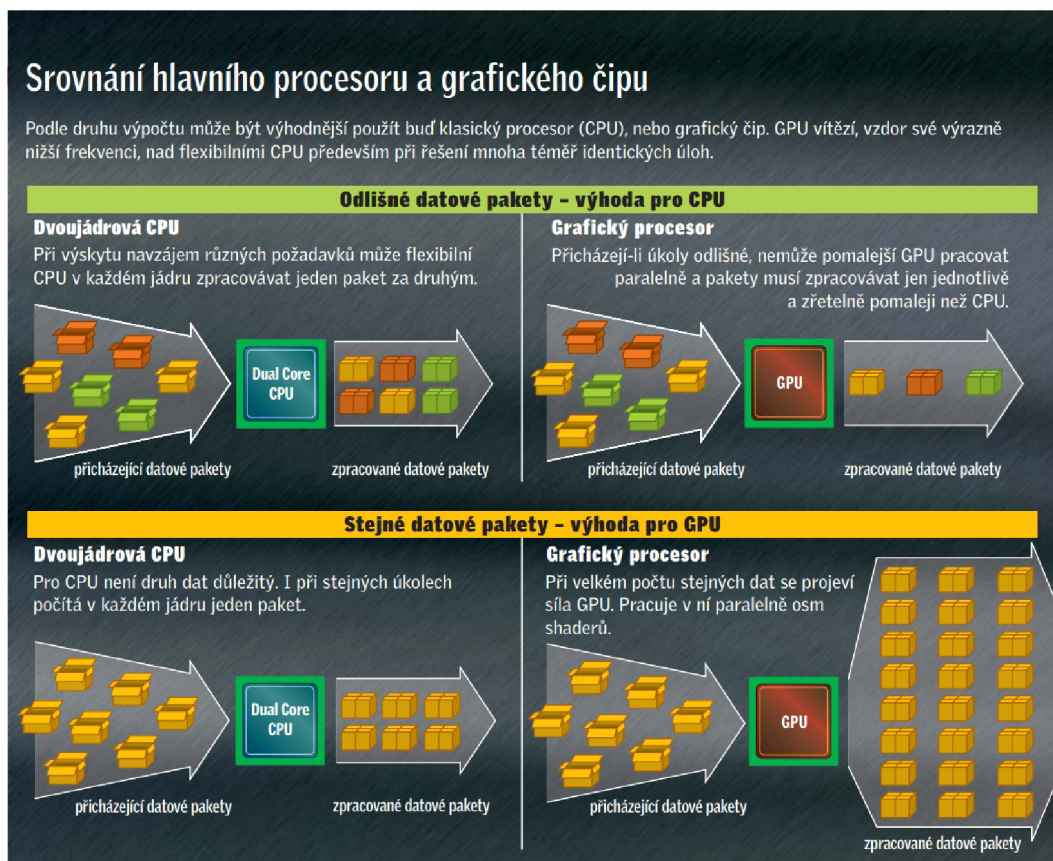 Srovnání hlavního procesoru a grafického čipu
Podle druhu výpočtu může být výhodnější použít buď klasický procesor (CPU), nebo grafický čip. GPU vítězí, vzdor své výrazně
nižší frekvenci, nad flexibilními CPU především při řešení mnoha téměř identických úloh.
Odlišné datové pakety – výhoda pro CPU
Dvoujádrová CPU
Při výskytu navzájem různých požadavků může flexibilní
CPU v každém jádru zpracovávat jeden paket za druhým.
Dual Core
CPU
přicházející datové pakety
zpracované datové pakety
Grafický procesor
Přicházejí-li úkoly odlišné, nemůže pomalejší GPU pracovat
paralelně a pakety musí zpracovávat jen jednotlivě
a zřetelně pomaleji než CPU.
GPU
přicházející datové pakety
zpracované datové pakety
Stejné datové pakety – výhoda pro GPU
Dvoujádrová CPU
Pro CPU není druh dat důležitý. I při stejných úkolech
počítá v každém jádru jeden paket.
Dual Core
CPU
přicházející datové pakety
zpracované datové pakety
Grafický procesor
Při velkém počtu stejných dat se projeví
síla GPU. Pracuje v ní paralelně osm
shaderů.
GPU
přicházející datové pakety
zpracované datové pakety